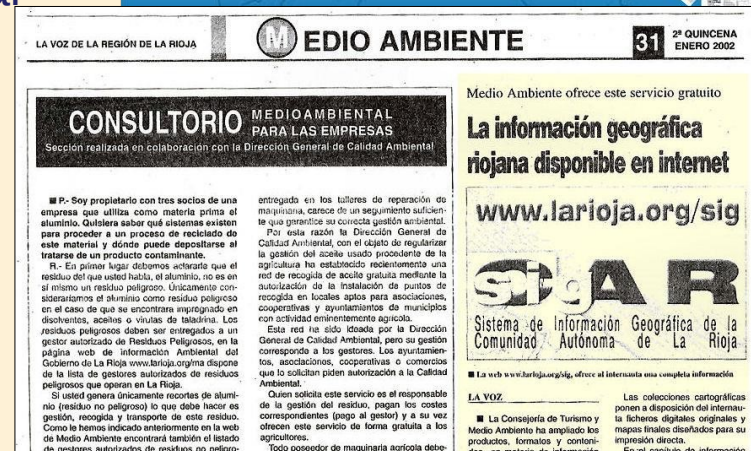 LA VOZ DE LA REGIÓN DE LA RIOJA
MEDIO AMBIENTE
31
2ª QUINCENA
ENERO 2002
CONSULTORIO
MEDIOAMBIENTAL
PARA LAS EMPRESAS
Sección realizada en colaboración con la Dirección General de Calidad Ambiental
■ P.- Soy propietario con tres socios de una
empresa que utiliza como materia prima el
aluminio. Quisiera saber qué sistemas existen
para proceder a un proceso de reciclado de
este material y dónde puede depositarse al
tratarse de un producto contaminante.
R.- En primer lugar debemos aclararle que el
residuo del que usted habla, el aluminio, no es en
sí mismo un residuo peligroso. Únicamente con-
sideraríamos el aluminio como residuo peligroso
en el caso de que se encontrara impregnado en
disolventes, aceites o virutas de taladrina. Los
residuos peligrosos deben ser entregados a un
gestor autorizado de Residuos Peligrosos, en la
página web de información Ambiental del
Gobierno de La Rioja www.larioja.org/ma dispone
de la lista de gestores autorizados de residuos
peligrosos que operan en La Rioja.
Si usted genera únicamente recortes de alumi-
nio (residuo no peligroso) lo que debe hacer es
gestión, recogida y transporte de este residuo.
Como le hemos indicado anteriormente en la web
de Medio Ambiente encontrará también el listado
de gestores autorizados de residuos no peligro-
entregado en los talleres de reparación de
maquinaria, carece de un seguimiento suficien-
te que garantice su correcta gestión ambiental.
Por esta razón la Dirección General de
Calidad Ambiental, con el objeto de regularizar
la gestión del aceite usado procedente de la
agricultura ha establecido recientemente una
red de recogida de aceite gratuita mediante la
autorización de la instalación de puntos de
recogida en locales aptos para asociaciones,
cooperativas y ayuntamientos de municipios
con actividad eminentemente agrícola.
Esta red ha sido ideada por la Dirección
General de Calidad Ambiental, pero su gestión
corresponde a los gestores. Los ayuntamien-
tos, asociaciones, cooperativas o comercios
que lo solicitan piden autorización a la Calidad
Ambiental.
Quien solicita este servicio es el responsable
de la gestión del residuo, pagan los costes
correspondientes (pago al gestor) y a su vez
ofrecen este servicio de forma gratuita a los
agricultores.
Todo poseedor de maquinaria agrícola debe-
Medio Ambiente ofrece este servicio gratuito
La información geográfica
riojana disponible en internet
www.larioja.org/sig
Sistema de Información Geográfica de la
Comunidad Autónoma de La Rioja
■ La web www.larioja.org/sig, ofrece al internauta una completa información
LA VOZ
■ La Consejería de Turismo y
Medio Ambiente ha ampliado los
productos, formatos y conteni-
dos, en materia de información
Las colecciones cartográficas
ponen a disposición del internau-
ta ficheros digitales originales y
mapas finales diseñados para su
impresión directa.
En el capítulo de información